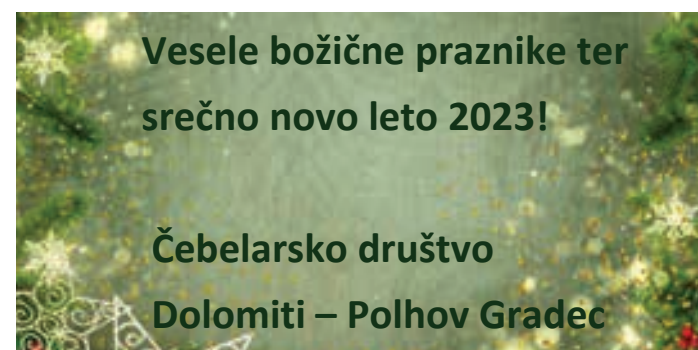 Vesele božične praznike ter
srečno novo leto 2023!
Čebelarsko društvo
Dolomiti – Polhov Gradec